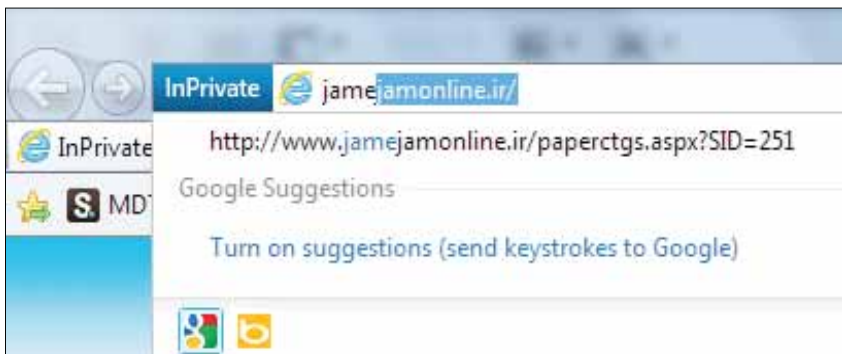 InPrivate jamejamonline.ir/
InPrivate http://www.jamejamonline.ir/paperctgs.aspx?SID=251
Google Suggestions
S. MD
Turn on suggestions (send keystrokes to Google)
b